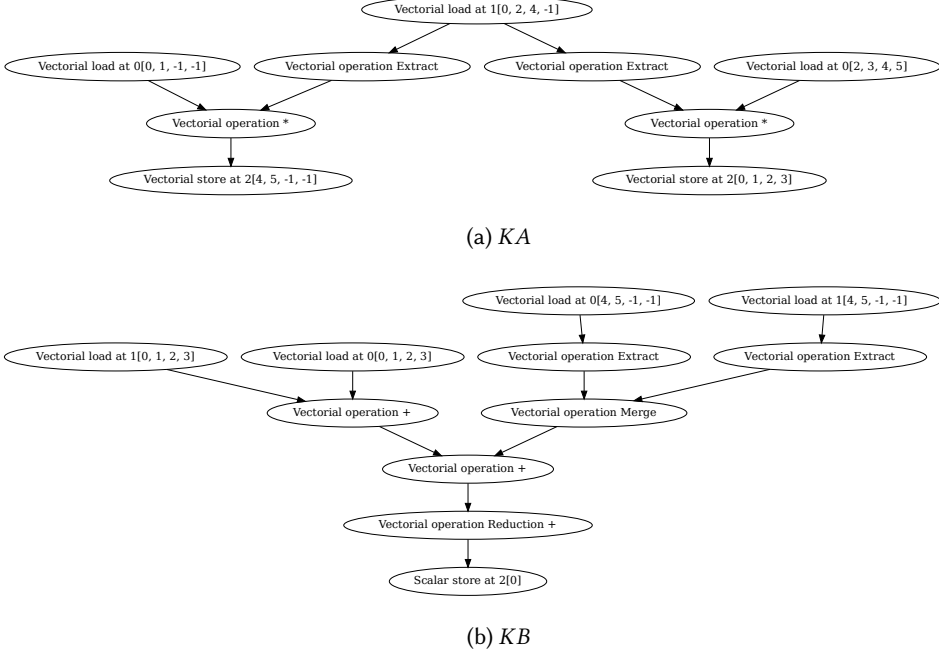 Vectorial load at 1[0, 2, 4, -1]
Vectorial load at 0[0, 1, -1, -1]
Vectorial operation Extract
Vectorial operation Extract
Vectorial load at 0[2, 3, 4, 5]
Vectorial operation *
Vectorial operation *
Vectorial store at 2[4, 5, -1, -1]
Vectorial store at 2[0, 1, 2, 3]
(a) KA
Vectorial load at 0[4, 5, -1, -1]
Vectorial load at 1[4, 5, -1, -1]
Vectorial load at 1[0, 1, 2, 3]
Vectorial load at 0[0, 1, 2, 3]
Vectorial operation Extract
Vectorial operation Extract
Vectorial operation +
Vectorial operation Merge
Vectorial operation +
Vectorial operation Reduction +
Scalar store at 2[0]
(b) KB